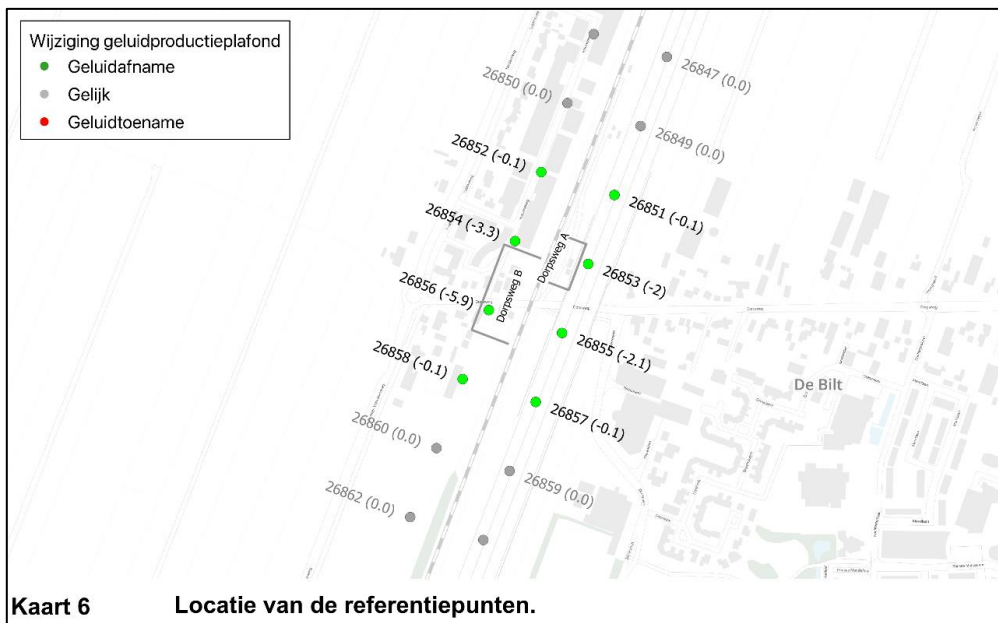 Wijziging geluidproductieplafond
Geluidafname
Gelijk
Geluidtoename
26847 (0.0)
26850 (0.0)
26849 (0.0)
26852 (-0.1)
26851 (-0.1)
26854 (-3.3)
Dorpsweg A
26853 (-2)
26856 (-5.9)
Dorpsweg B
26855 (-2.1)
26858 (-0.1)
De Bilt
26857 (-0.1)
26860 (0.0)
26859 (0.0)
26862 (0.0)
Kaart 6 Locatie van de referentiepunten.